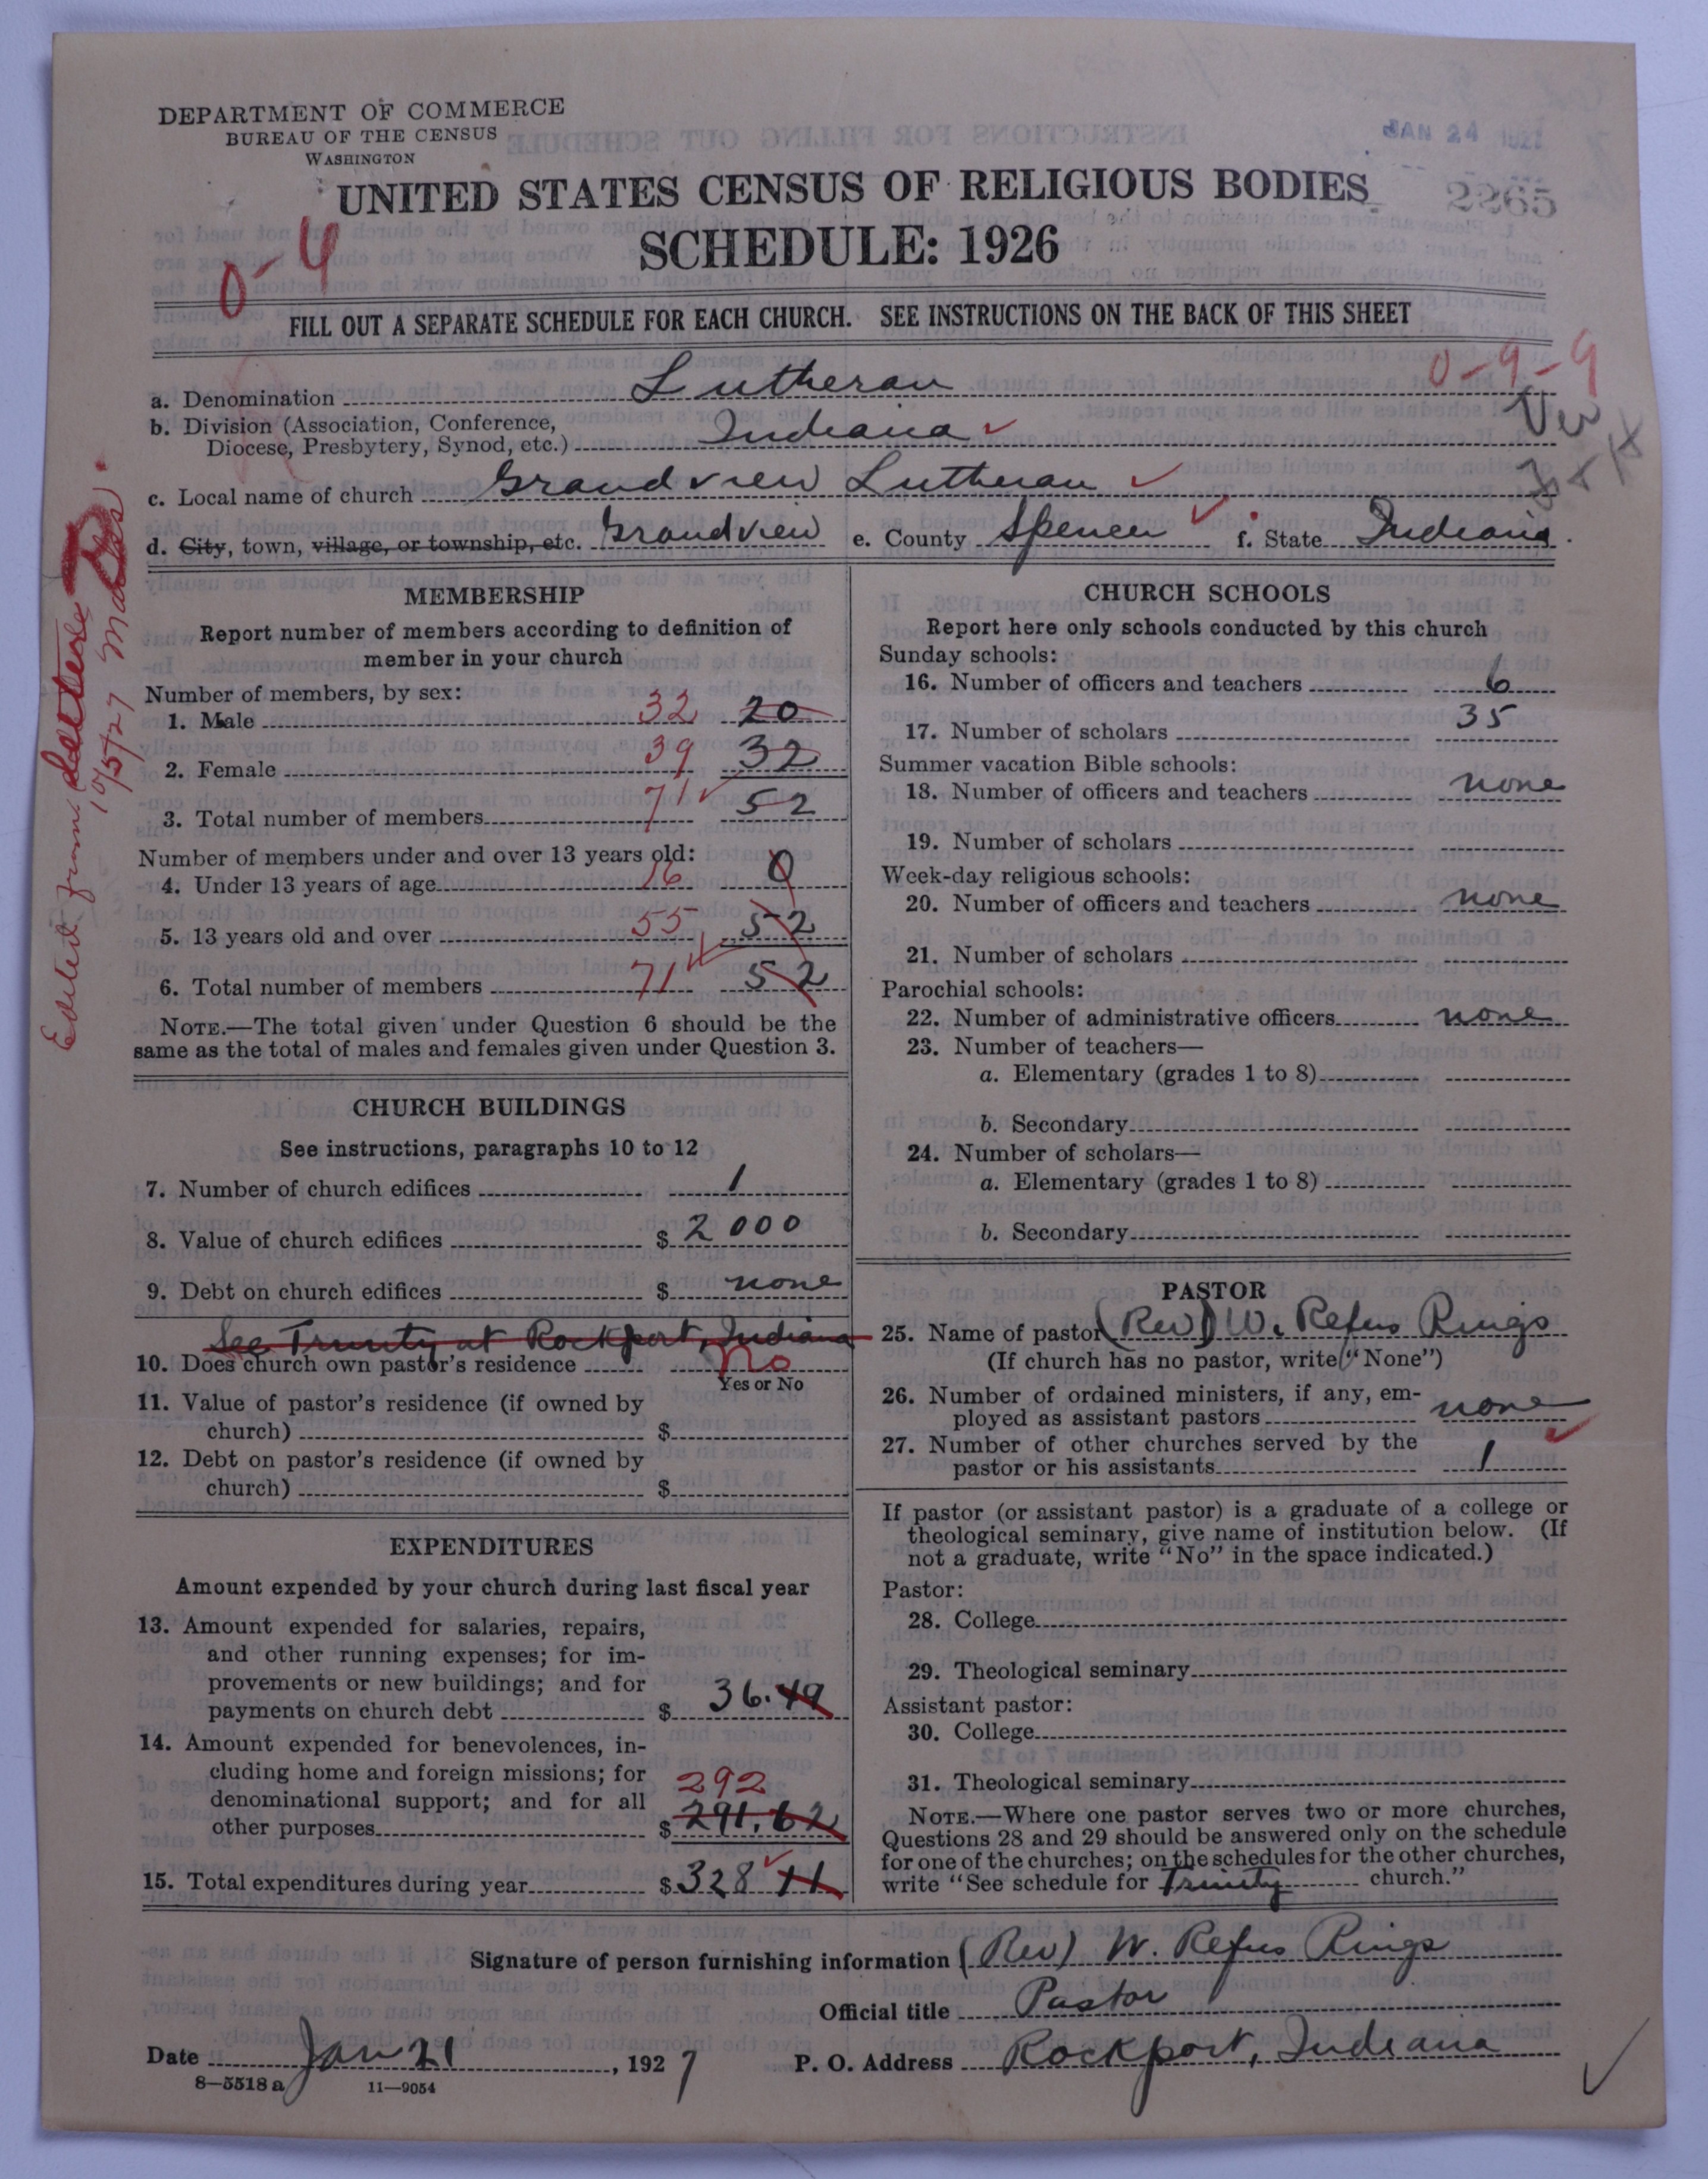 DEPARTMENT OF COMMERCE
BUREAU OF THE CENSUS
WASHINGTON
JAN 24
2265
UNITED STATES CENSUS OF RELIGIOUS BODIES
SCHEDULE: 1926
0-4
FILL OUT A SEPARATE SCHEDULE FOR EACH CHURCH. SEE INSTRUCTIONS ON THE BACK OF THIS SHEET
0-9-9
a. Denomination Lutheran
b. Division (Association, Conference,
Diocese, Presbytery, Synod, etc.) Indiana ✓
c. Local name of church Grandview Lutheran ✓
d. City, town, village, or township, etc. Grandview e. County Spencer ✓ f. State Indiana.
Edited from
10/5/27
MEMBERSHIP
Report number of members according to definition of
member in your church
Number of members, by sex:
1. Male 32 20
2. Female 39 32
3. Total number of members 71 ✓ 52
Number of members under and over 13 years old:
4. Under 13 years of age 16 0
5. 13 years old and over 55 52
6. Total number of members 71 ✓ 52
NOTE.—The total given under Question 6 should be the
same as the total of males and females given under Question 3.
CHURCH BUILDINGS
See instructions, paragraphs 10 to 12
7. Number of church edifices 1
8. Value of church edifices $ 2000
9. Debt on church edifices $ none
See Trinity at Rockport, Indiana
10. Does church own pastor's residence No
Yes or No
11. Value of pastor's residence (if owned by
church) $
12. Debt on pastor's residence (if owned by
church) $
EXPENDITURES
Amount expended by your church during last fiscal year
13. Amount expended for salaries, repairs,
and other running expenses; for im-
provements or new buildings; and for
payments on church debt $ 36.49
14. Amount expended for benevolences, in-
cluding home and foreign missions; for
denominational support; and for all
292
other purposes $ 291.62
15. Total expenditures during year $ 328 ✓ 11
CHURCH SCHOOLS
Report here only schools conducted by this church
Sunday schools:
16. Number of officers and teachers 6
17. Number of scholars 35
Summer vacation Bible schools:
18. Number of officers and teachers none
19. Number of scholars
Week-day religious schools:
20. Number of officers and teachers none
21. Number of scholars
Parochial schools:
22. Number of administrative officers none
23. Number of teachers—
a. Elementary (grades 1 to 8)
b. Secondary
24. Number of scholars—
a. Elementary (grades 1 to 8)
b. Secondary
PASTOR
25. Name of pastor (Rev) W. Refus Rings
(If church has no pastor, write "None")
26. Number of ordained ministers, if any, em-
ployed as assistant pastors none
27. Number of other churches served by the
pastor or his assistants 1 ✓
If pastor (or assistant pastor) is a graduate of a college or
theological seminary, give name of institution below. (If
not a graduate, write "No" in the space indicated.)
Pastor:
28. College
29. Theological seminary
Assistant pastor:
30. College
31. Theological seminary
NOTE.—Where one pastor serves two or more churches,
Questions 28 and 29 should be answered only on the schedule
for one of the churches; on the schedules for the other churches,
write "See schedule for Trinity church."
Signature of person furnishing information (Rev) W. Refus Rings
Official title Pastor
Date Jan 21, 1927 P. O. Address Rockport, Indiana
8—5518 a 11—9054